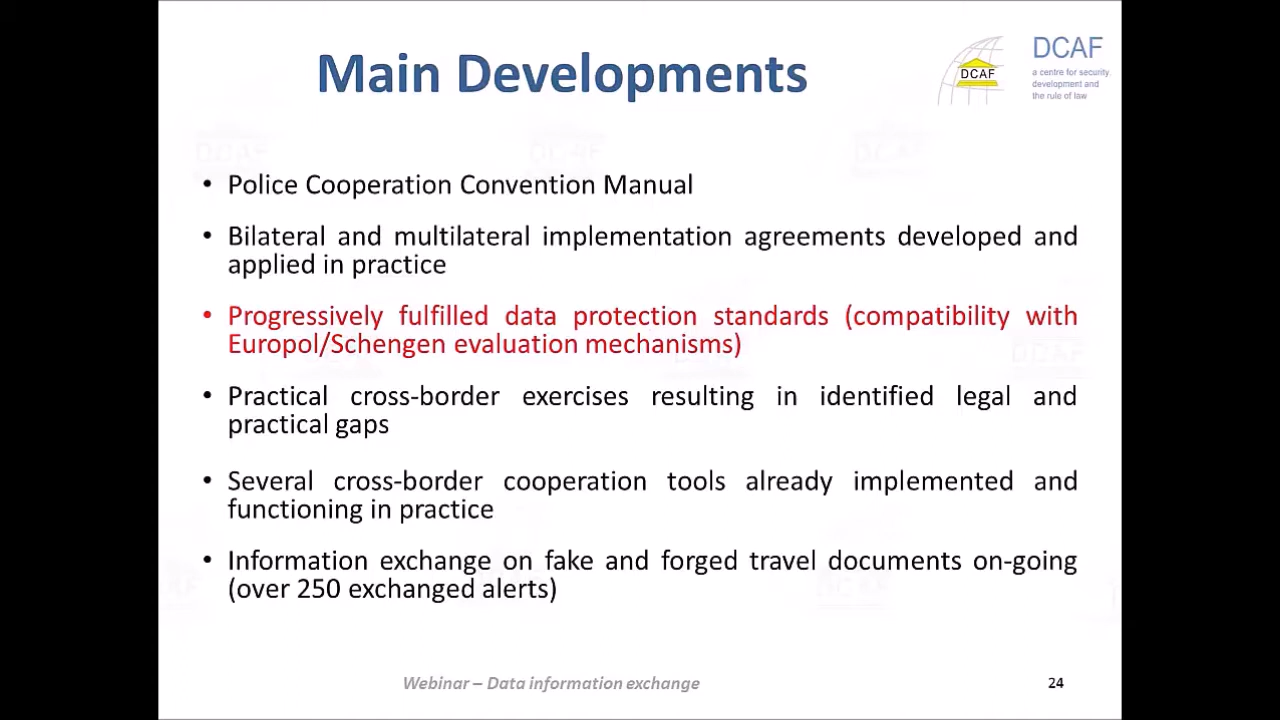 Main Developments
DCAF
DCAF
a centre for security
development and
the rule of law
• Police Cooperation Convention Manual
• Bilateral and multilateral implementation agreements developed and
applied in practice
• Progressively fulfilled data protection standards (compatibility with
Europol/Schengen evaluation mechanisms)
• Practical cross-border exercises resulting in identified legal and
practical gaps
• Several cross-border cooperation tools already implemented and
functioning in practice
• Information exchange on fake and forged travel documents on-going
(over 250 exchanged alerts)
Webinar – Data information exchange
24